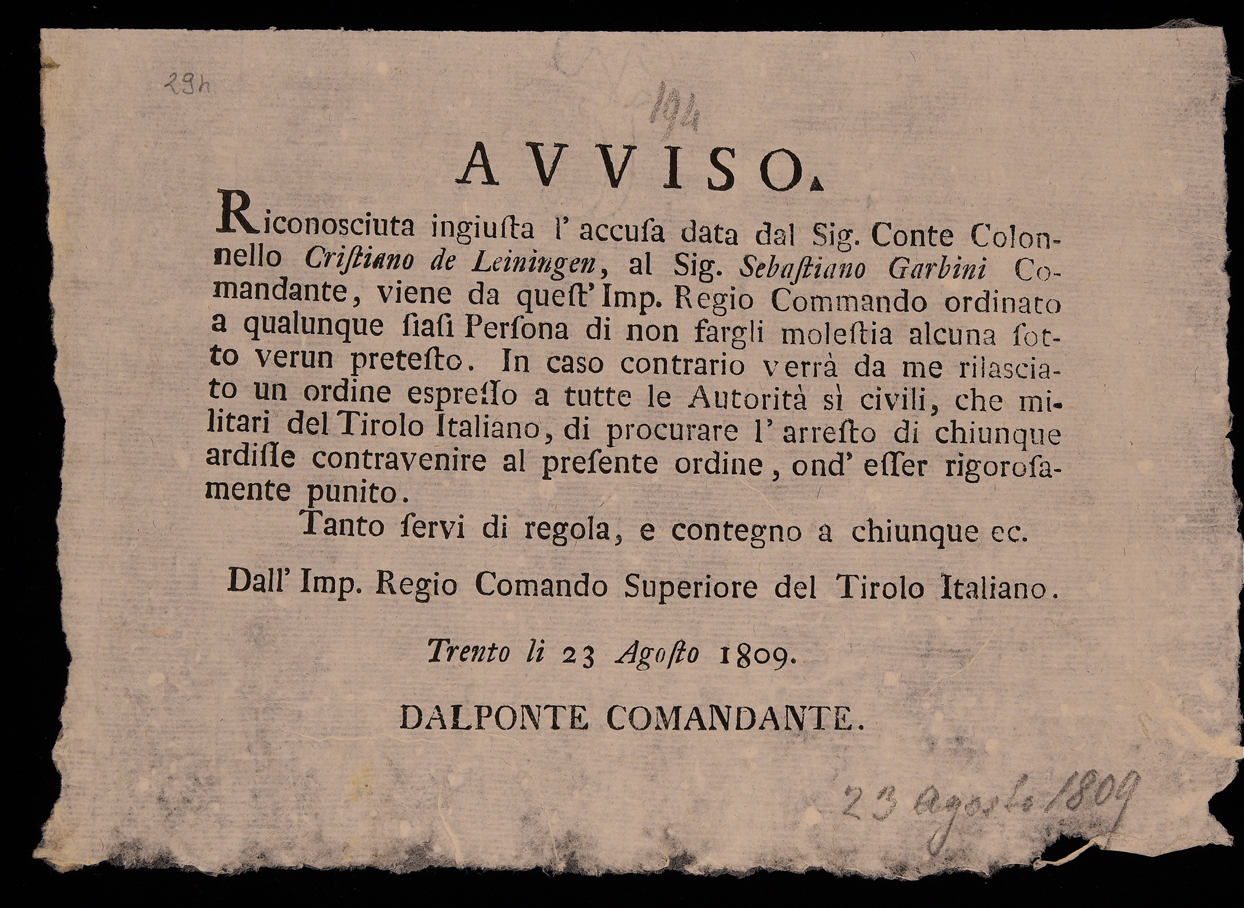 29h
194
AVVISO.
Riconosciuta ingiuſta l' accuſa data dal Sig. Conte Colon-
nello Criſtiano de Leiningen, al Sig. Sebaſtiano Garbini Co-
mandante, viene da queſt' Imp. Regio Commando ordinato
a qualunque ſiaſi Perſona di non fargli moleſtia alcuna ſot-
to verun preteſto. In caso contrario verrà da me rilascia-
to un ordine espreſſo a tutte le Autorità sì civili, che mi-
litari del Tirolo Italiano, di procurare l' arreſto di chiunque
ardiſſe contravenire al preſente ordine, ond' eſſer rigoroſa-
mente punito.
Tanto ſervi di regola, e contegno a chiunque ec.
Dall' Imp. Regio Comando Superiore del Tirolo Italiano.
Trento li 23 Agoſto 1809.
DALPONTE COMANDANTE.
23 Agosto 1809